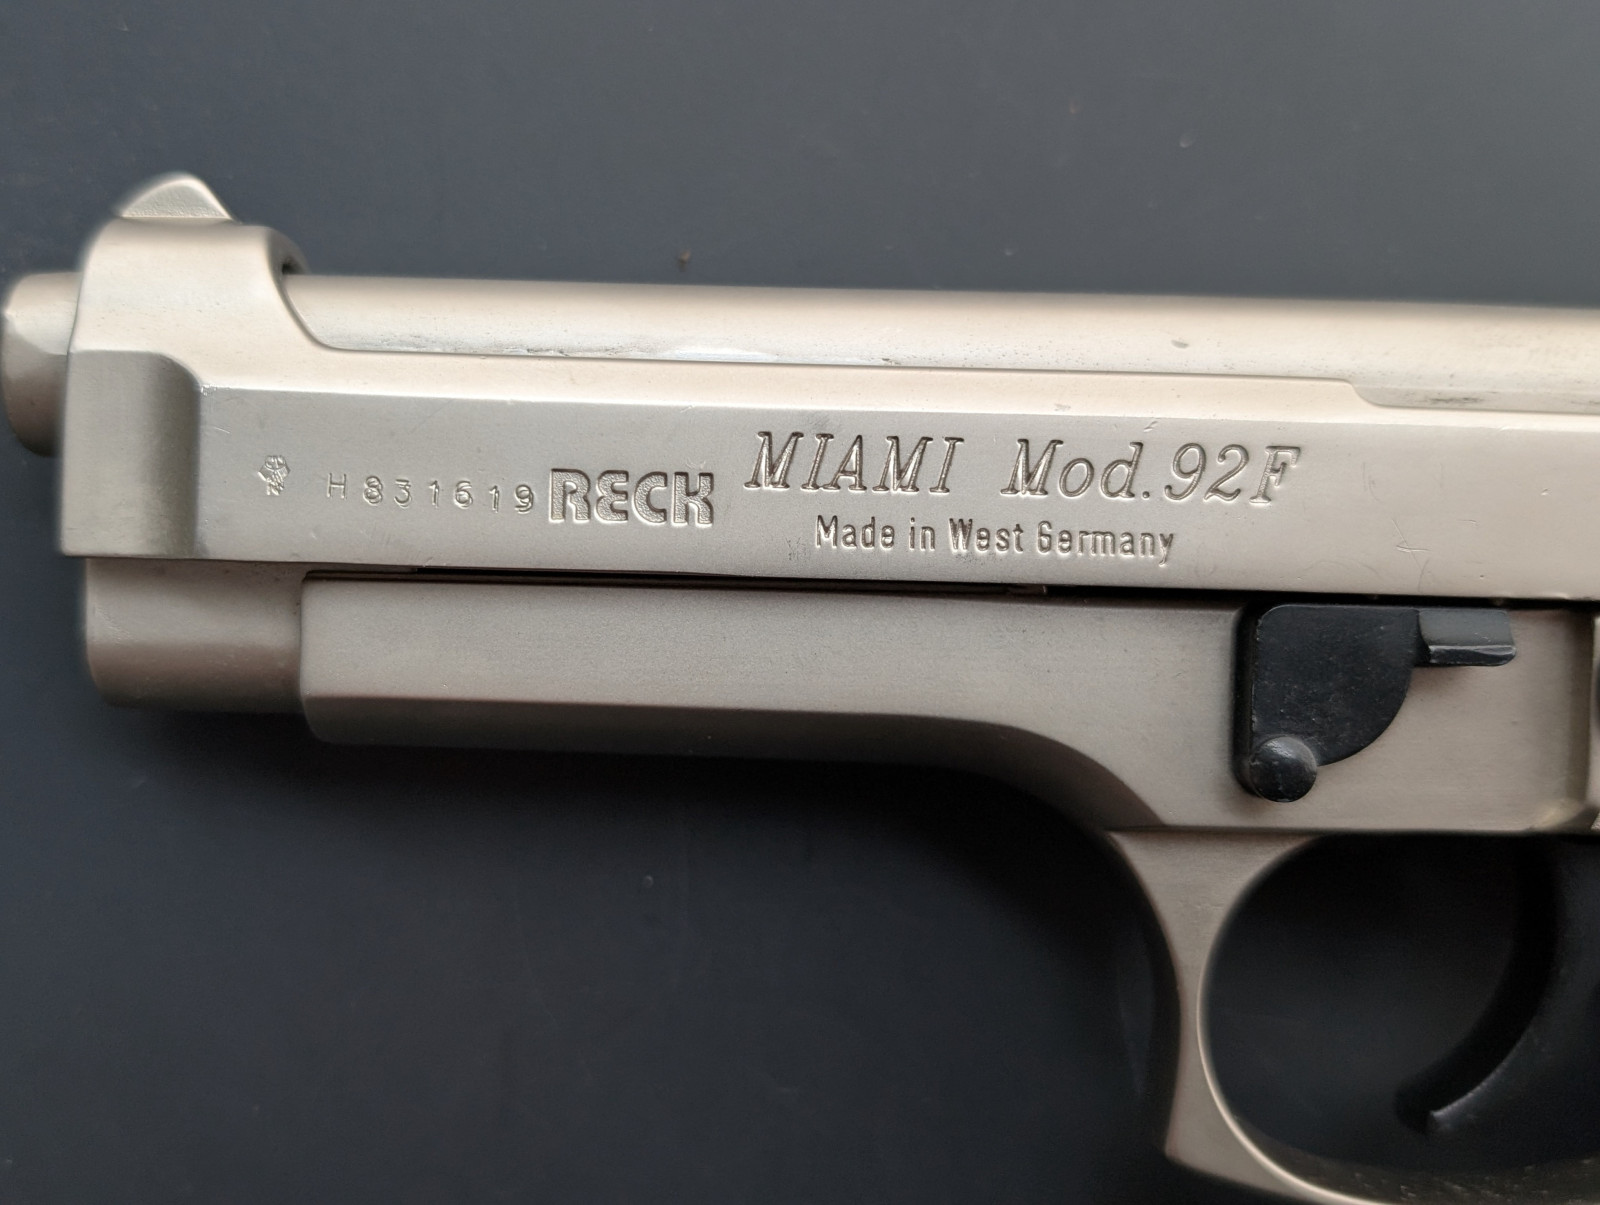 H831619 RECK MIAMI Mod. 92F
Made in West Germany